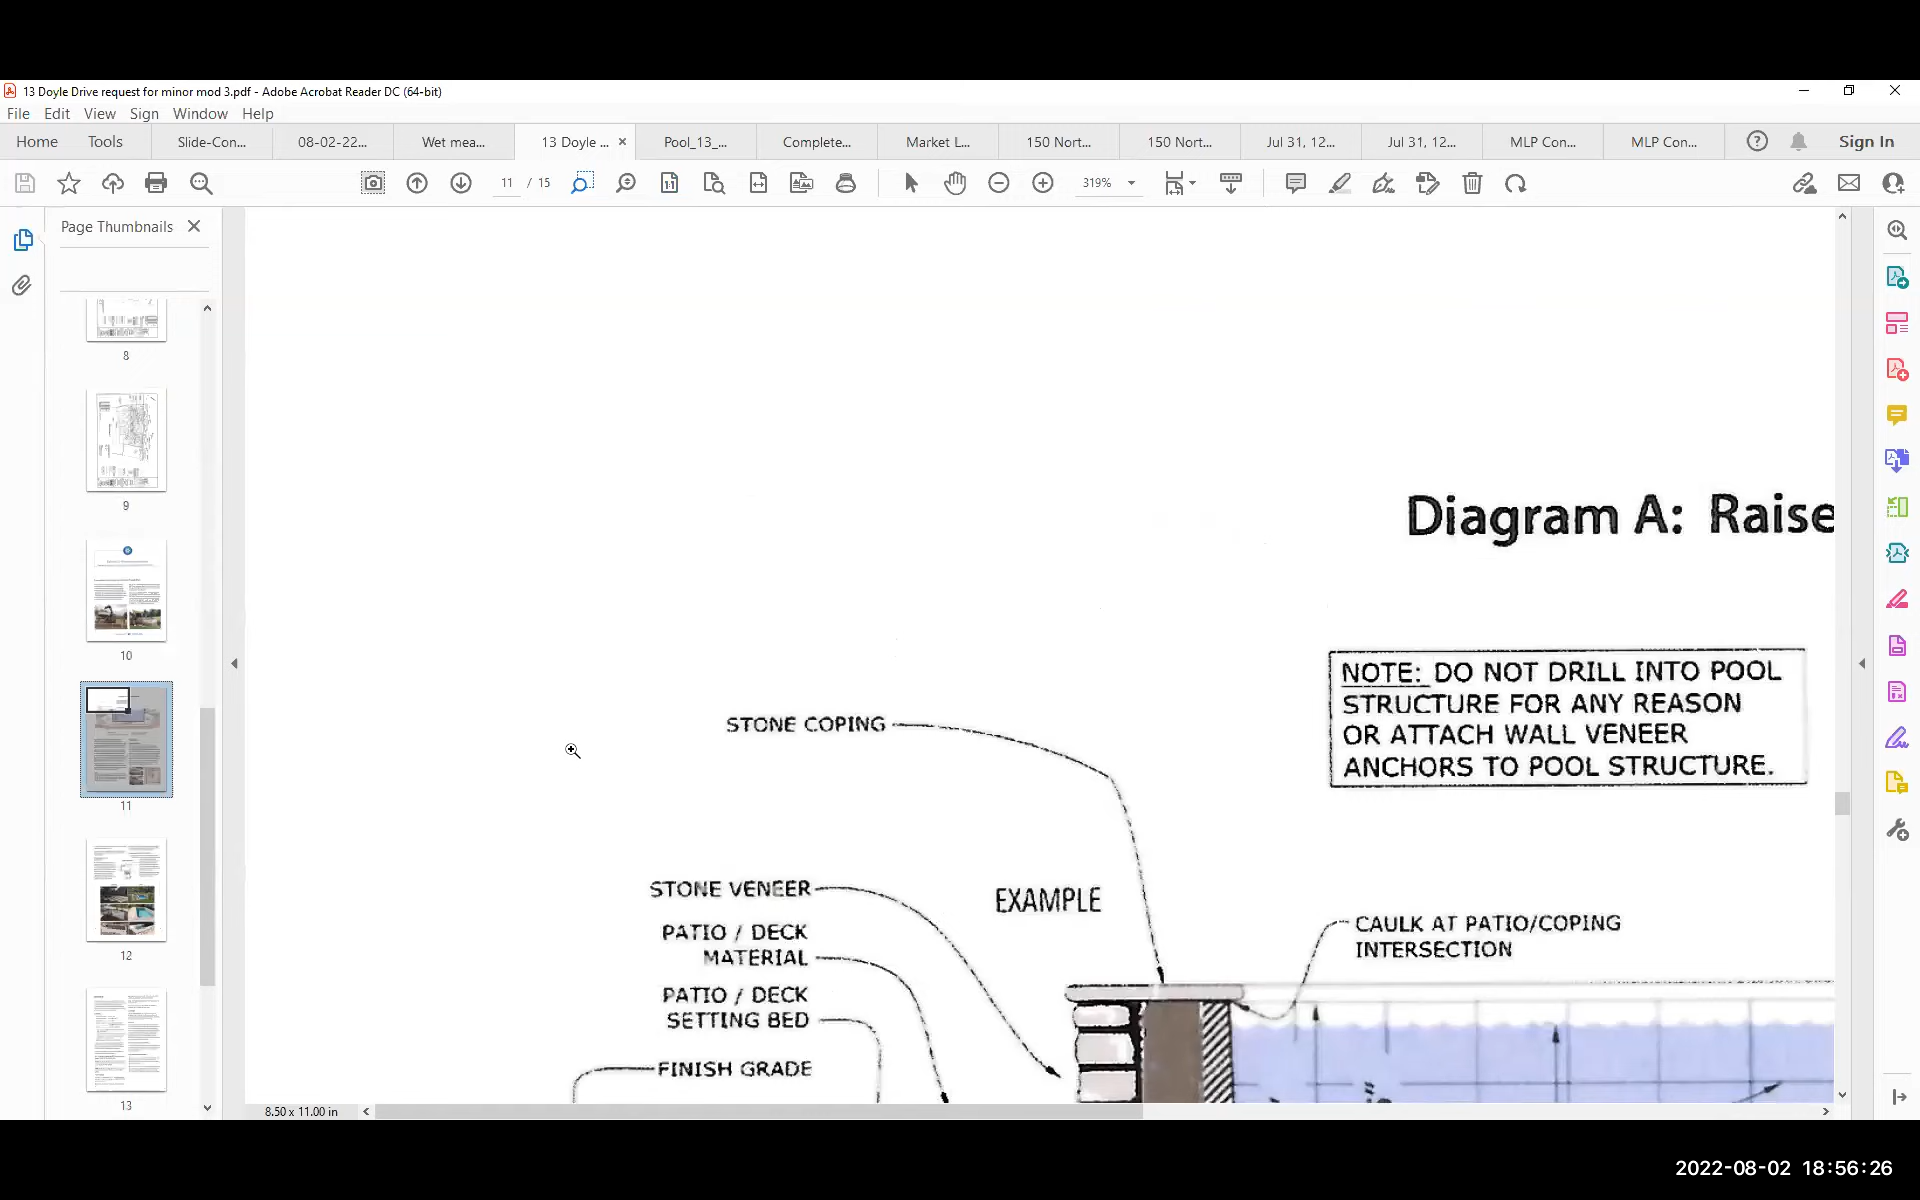 13 Doyle Drive request for minor mod 3.pdf - Adobe Acrobat Reader DC (64-bit)
File Edit View Sign Window Help
Home Tools Slide-Con... 08-02-22... Wet mea... 13 Doyle ... × Pool_13_... Complete... Market L... 150 Nort... 150 Nort... Jul 31, 12... Jul 31, 12... MLP Con... MLP Con... Sign In
11 / 15 319%
Page Thumbnails
8
9
10
11
12
13
Diagram A: Raise
NOTE: DO NOT DRILL INTO POOL
STRUCTURE FOR ANY REASON
OR ATTACH WALL VENEER
ANCHORS TO POOL STRUCTURE.
STONE COPING
STONE VENEER
EXAMPLE
PATIO / DECK
MATERIAL
CAULK AT PATIO/COPING
INTERSECTION
PATIO / DECK
SETTING BED
FINISH GRADE
8.50 x 11.00 in
2022-08-02 18:56:26